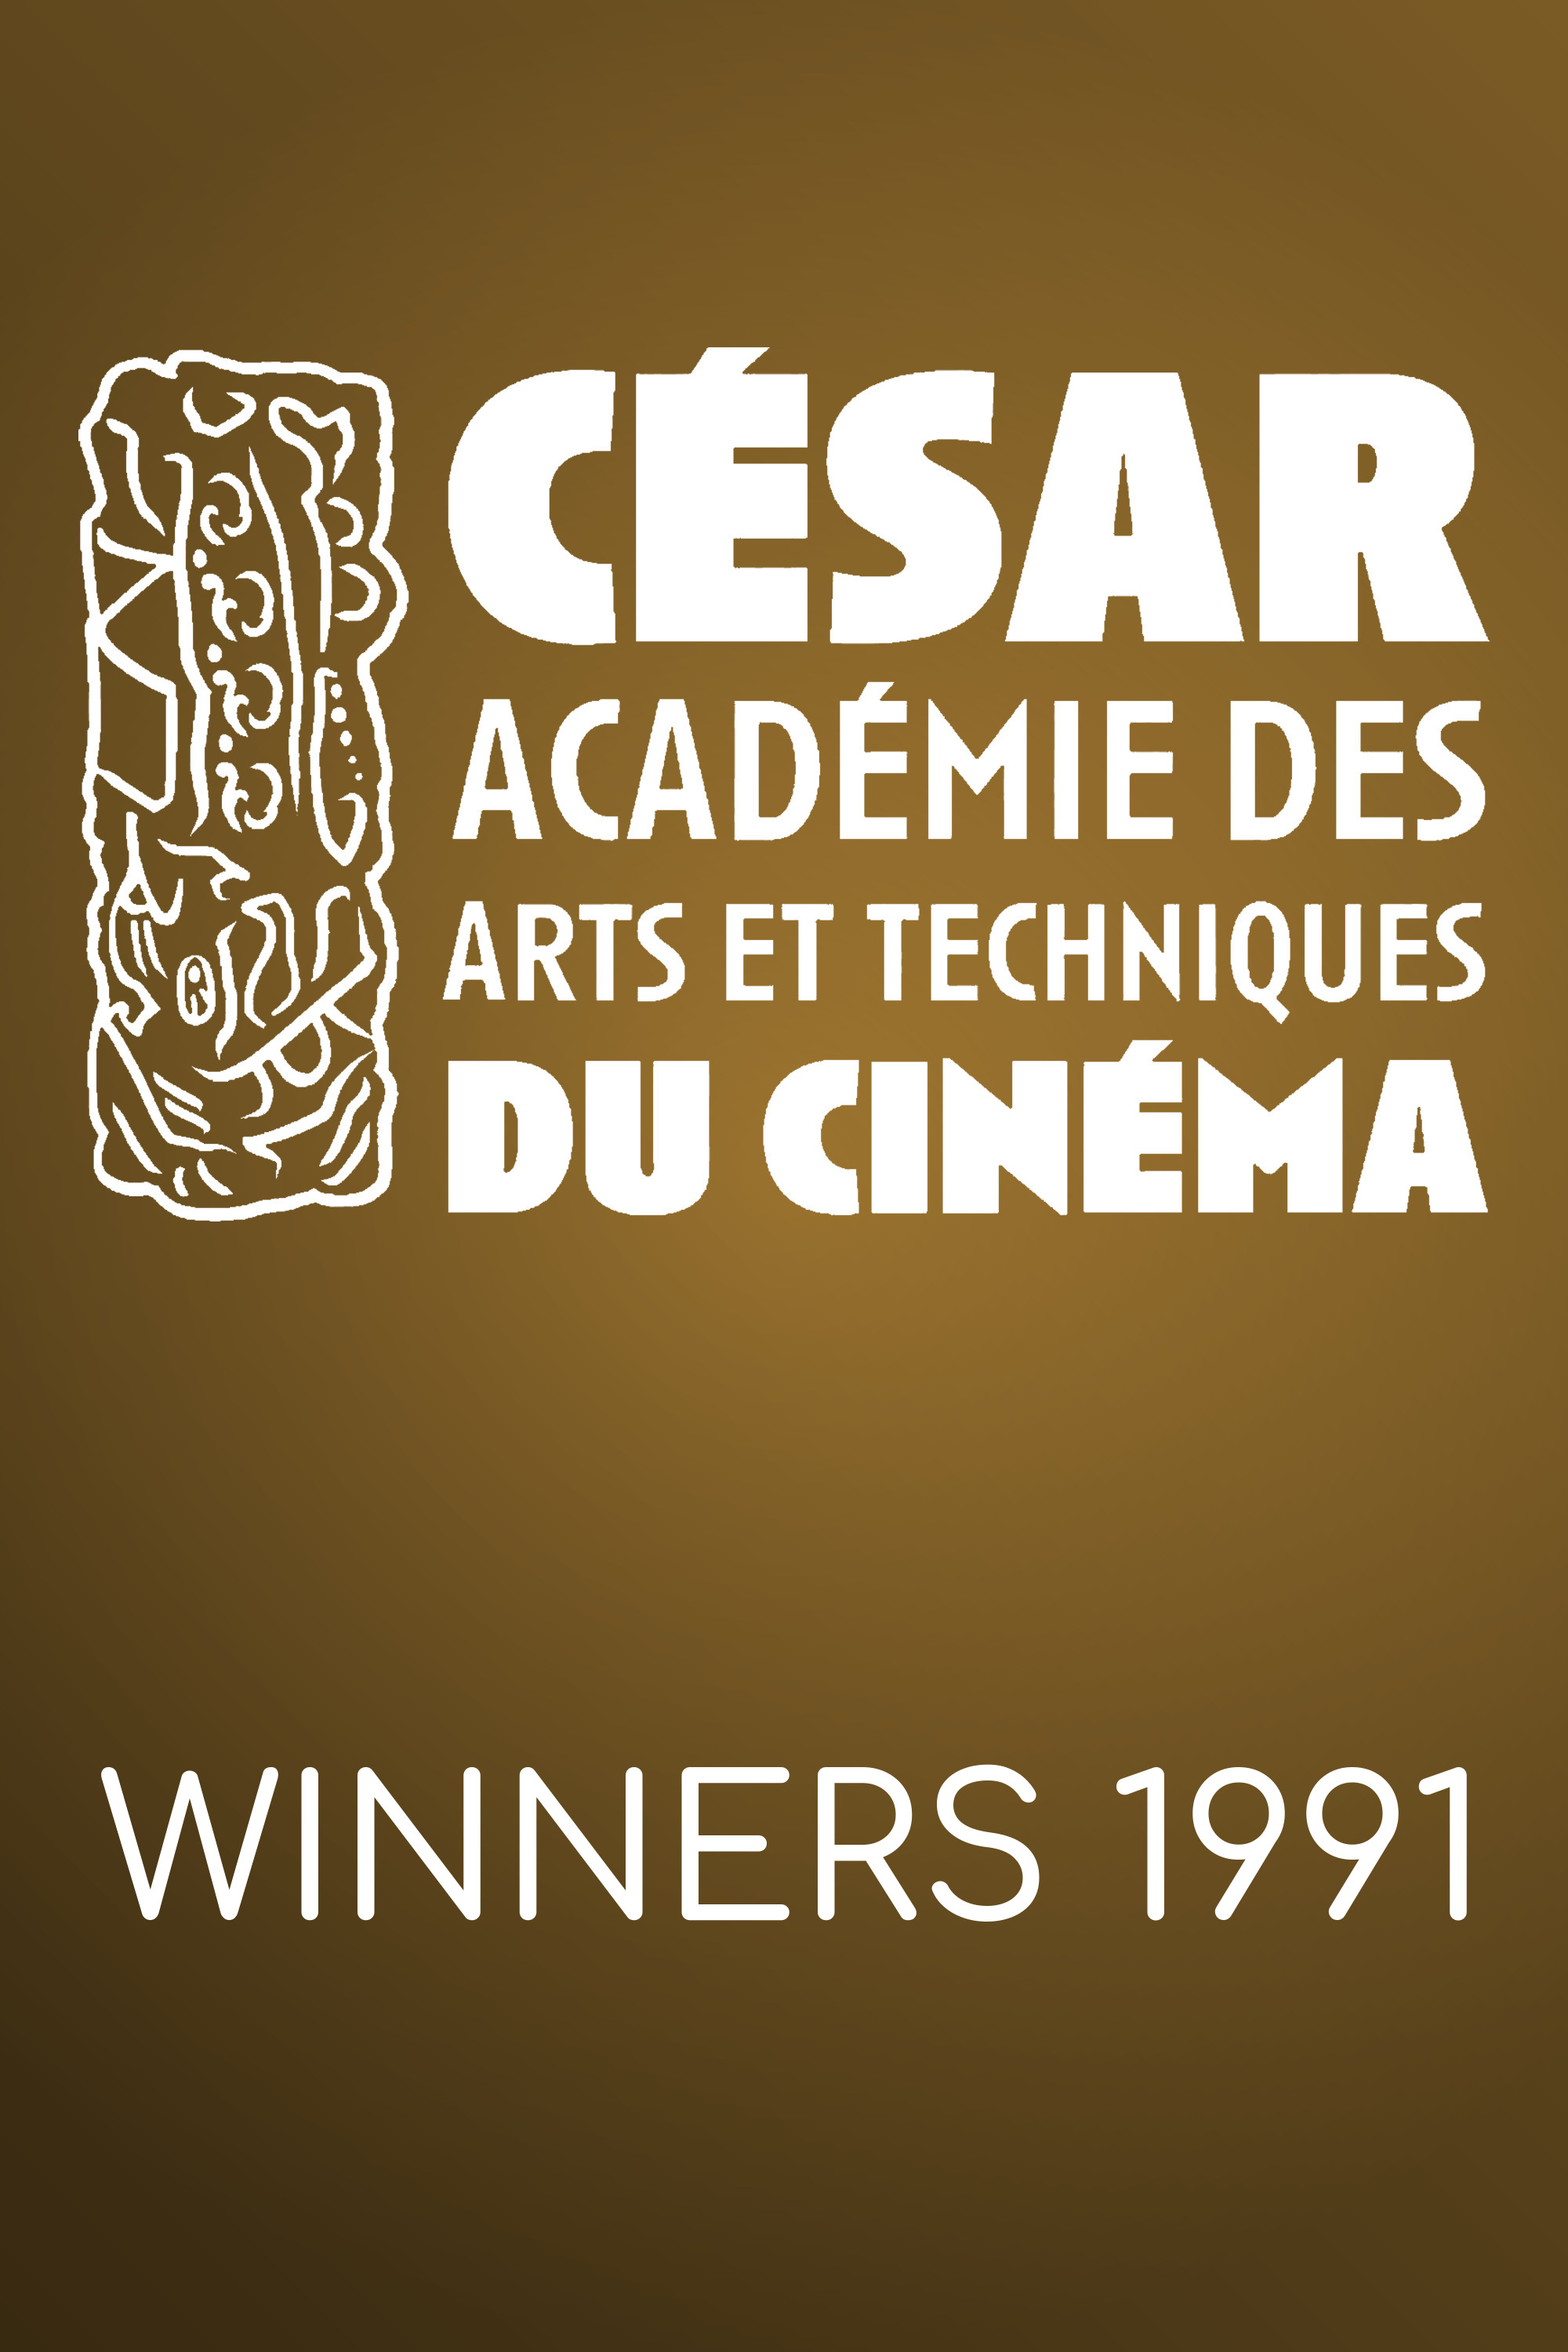 CÉSAR
ACADÉMIE DES
ARTS ET TECHNIQUES
DU CINÉMA
WINNERS 1991